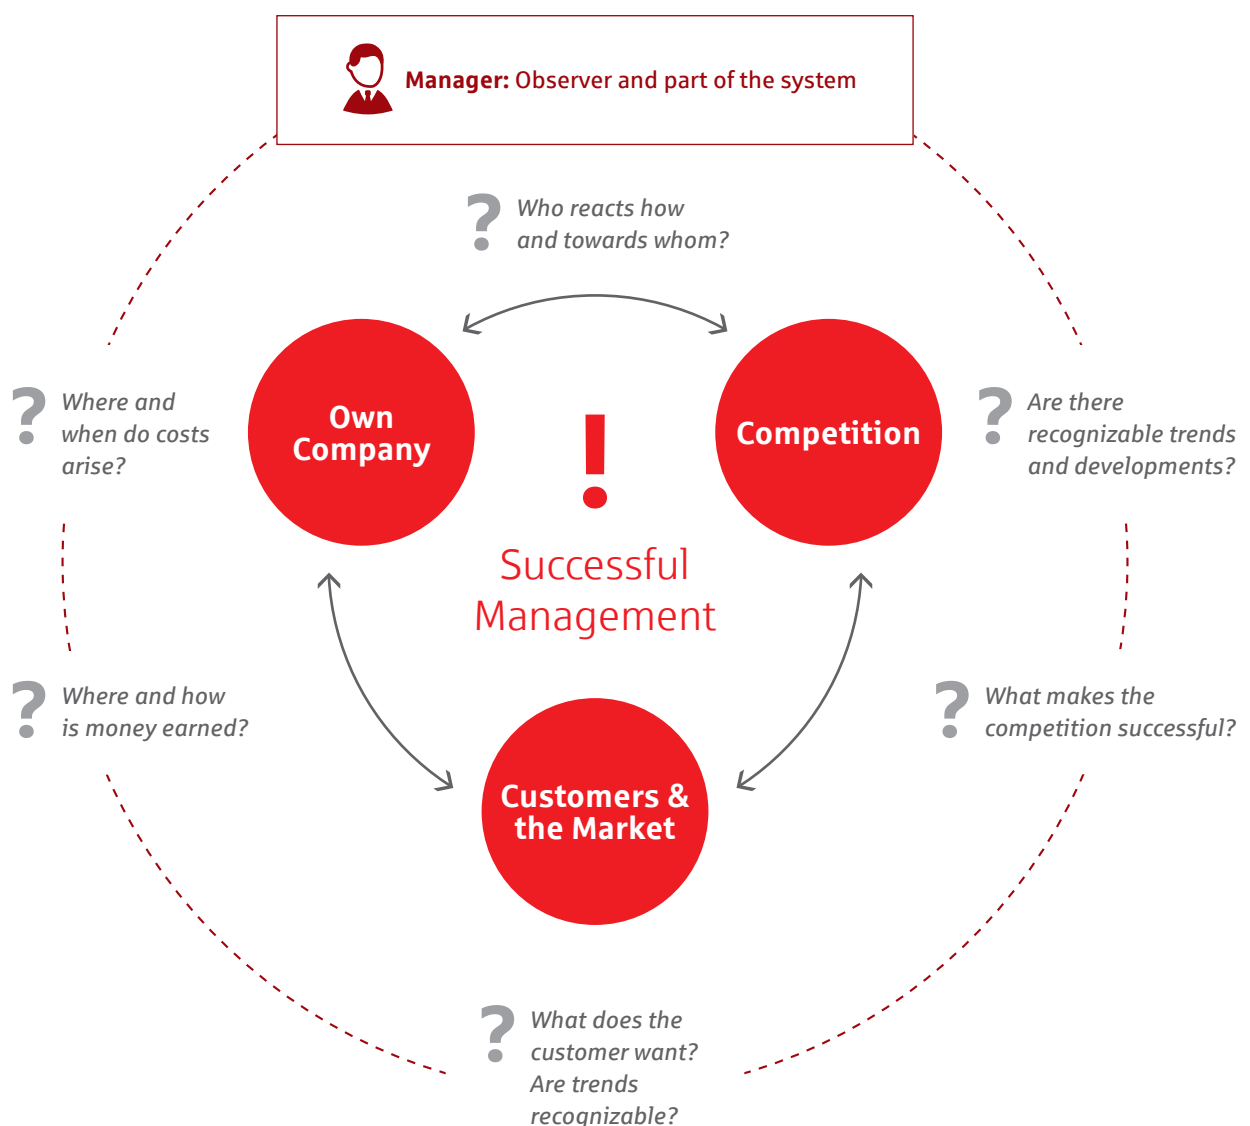 Manager: Observer and part of the system
? Who reacts how
and towards whom?
? Where and
when do costs
arise?
Own
Company
!
Competition
? Are there
recognizable trends
and developments?
Successful
Management
? Where and how
is money earned?
? What makes the
competition successful?
Customers &
the Market
? What does the
customer want?
Are trends
recognizable?